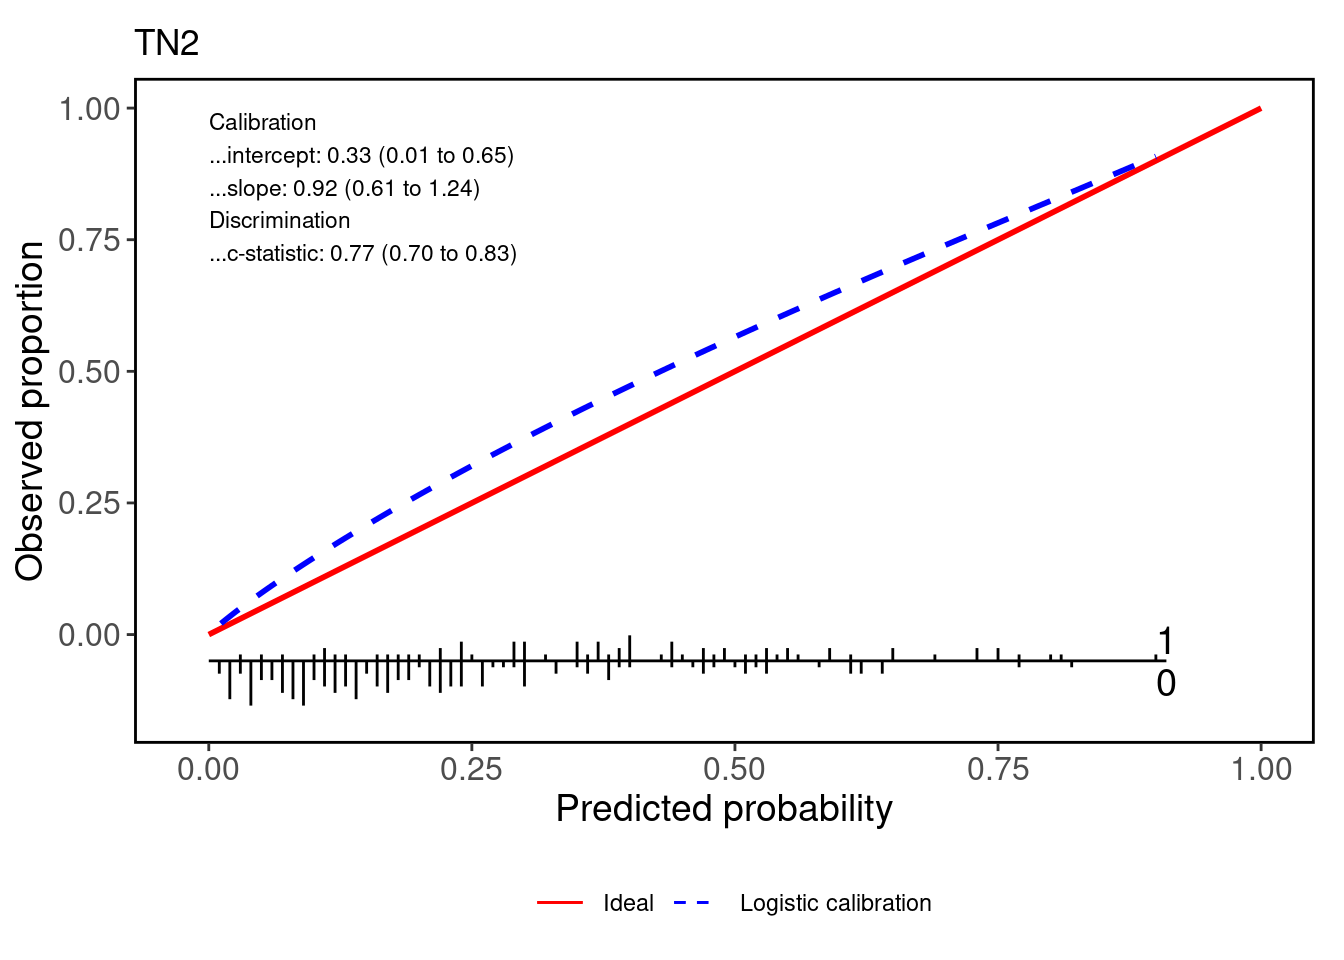 TN2
1.00
0.75
0.50
0.25
0.00
Observed proportion
Calibration
...intercept: 0.33 (0.01 to 0.65)
...slope: 0.92 (0.61 to 1.24)
Discrimination
...c-statistic: 0.77 (0.70 to 0.83)
1
0
0.00 0.25 0.50 0.75 1.00
Predicted probability
Ideal Logistic calibration